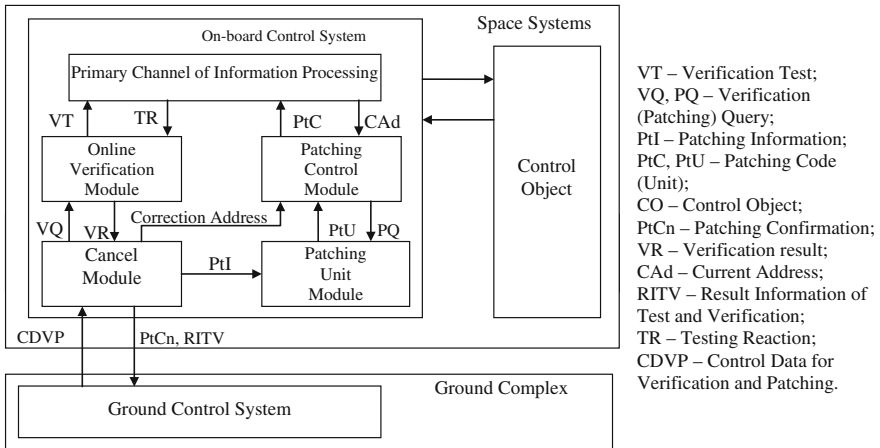 Space Systems
On-board Control System
Primary Channel of Information Processing
VT
TR
PtC
CAd
Online
Verification
Module
Patching
Control
Module
Control
Object
VQ
VR
Correction Address
PtU
PQ
Cancel
Module
PtI
Patching
Unit
Module
CDVP
PtCn, RITV
Ground Complex
Ground Control System
VT – Verification Test;
VQ, PQ – Verification
(Patching) Query;
PtI – Patching Information;
PtC, PtU – Patching Code
(Unit);
CO – Control Object;
PtCn – Patching Confirmation;
VR – Verification result;
CAd – Current Address;
RITV – Result Information of
Test and Verification;
TR – Testing Reaction;
CDVP – Control Data for
Verification and Patching.